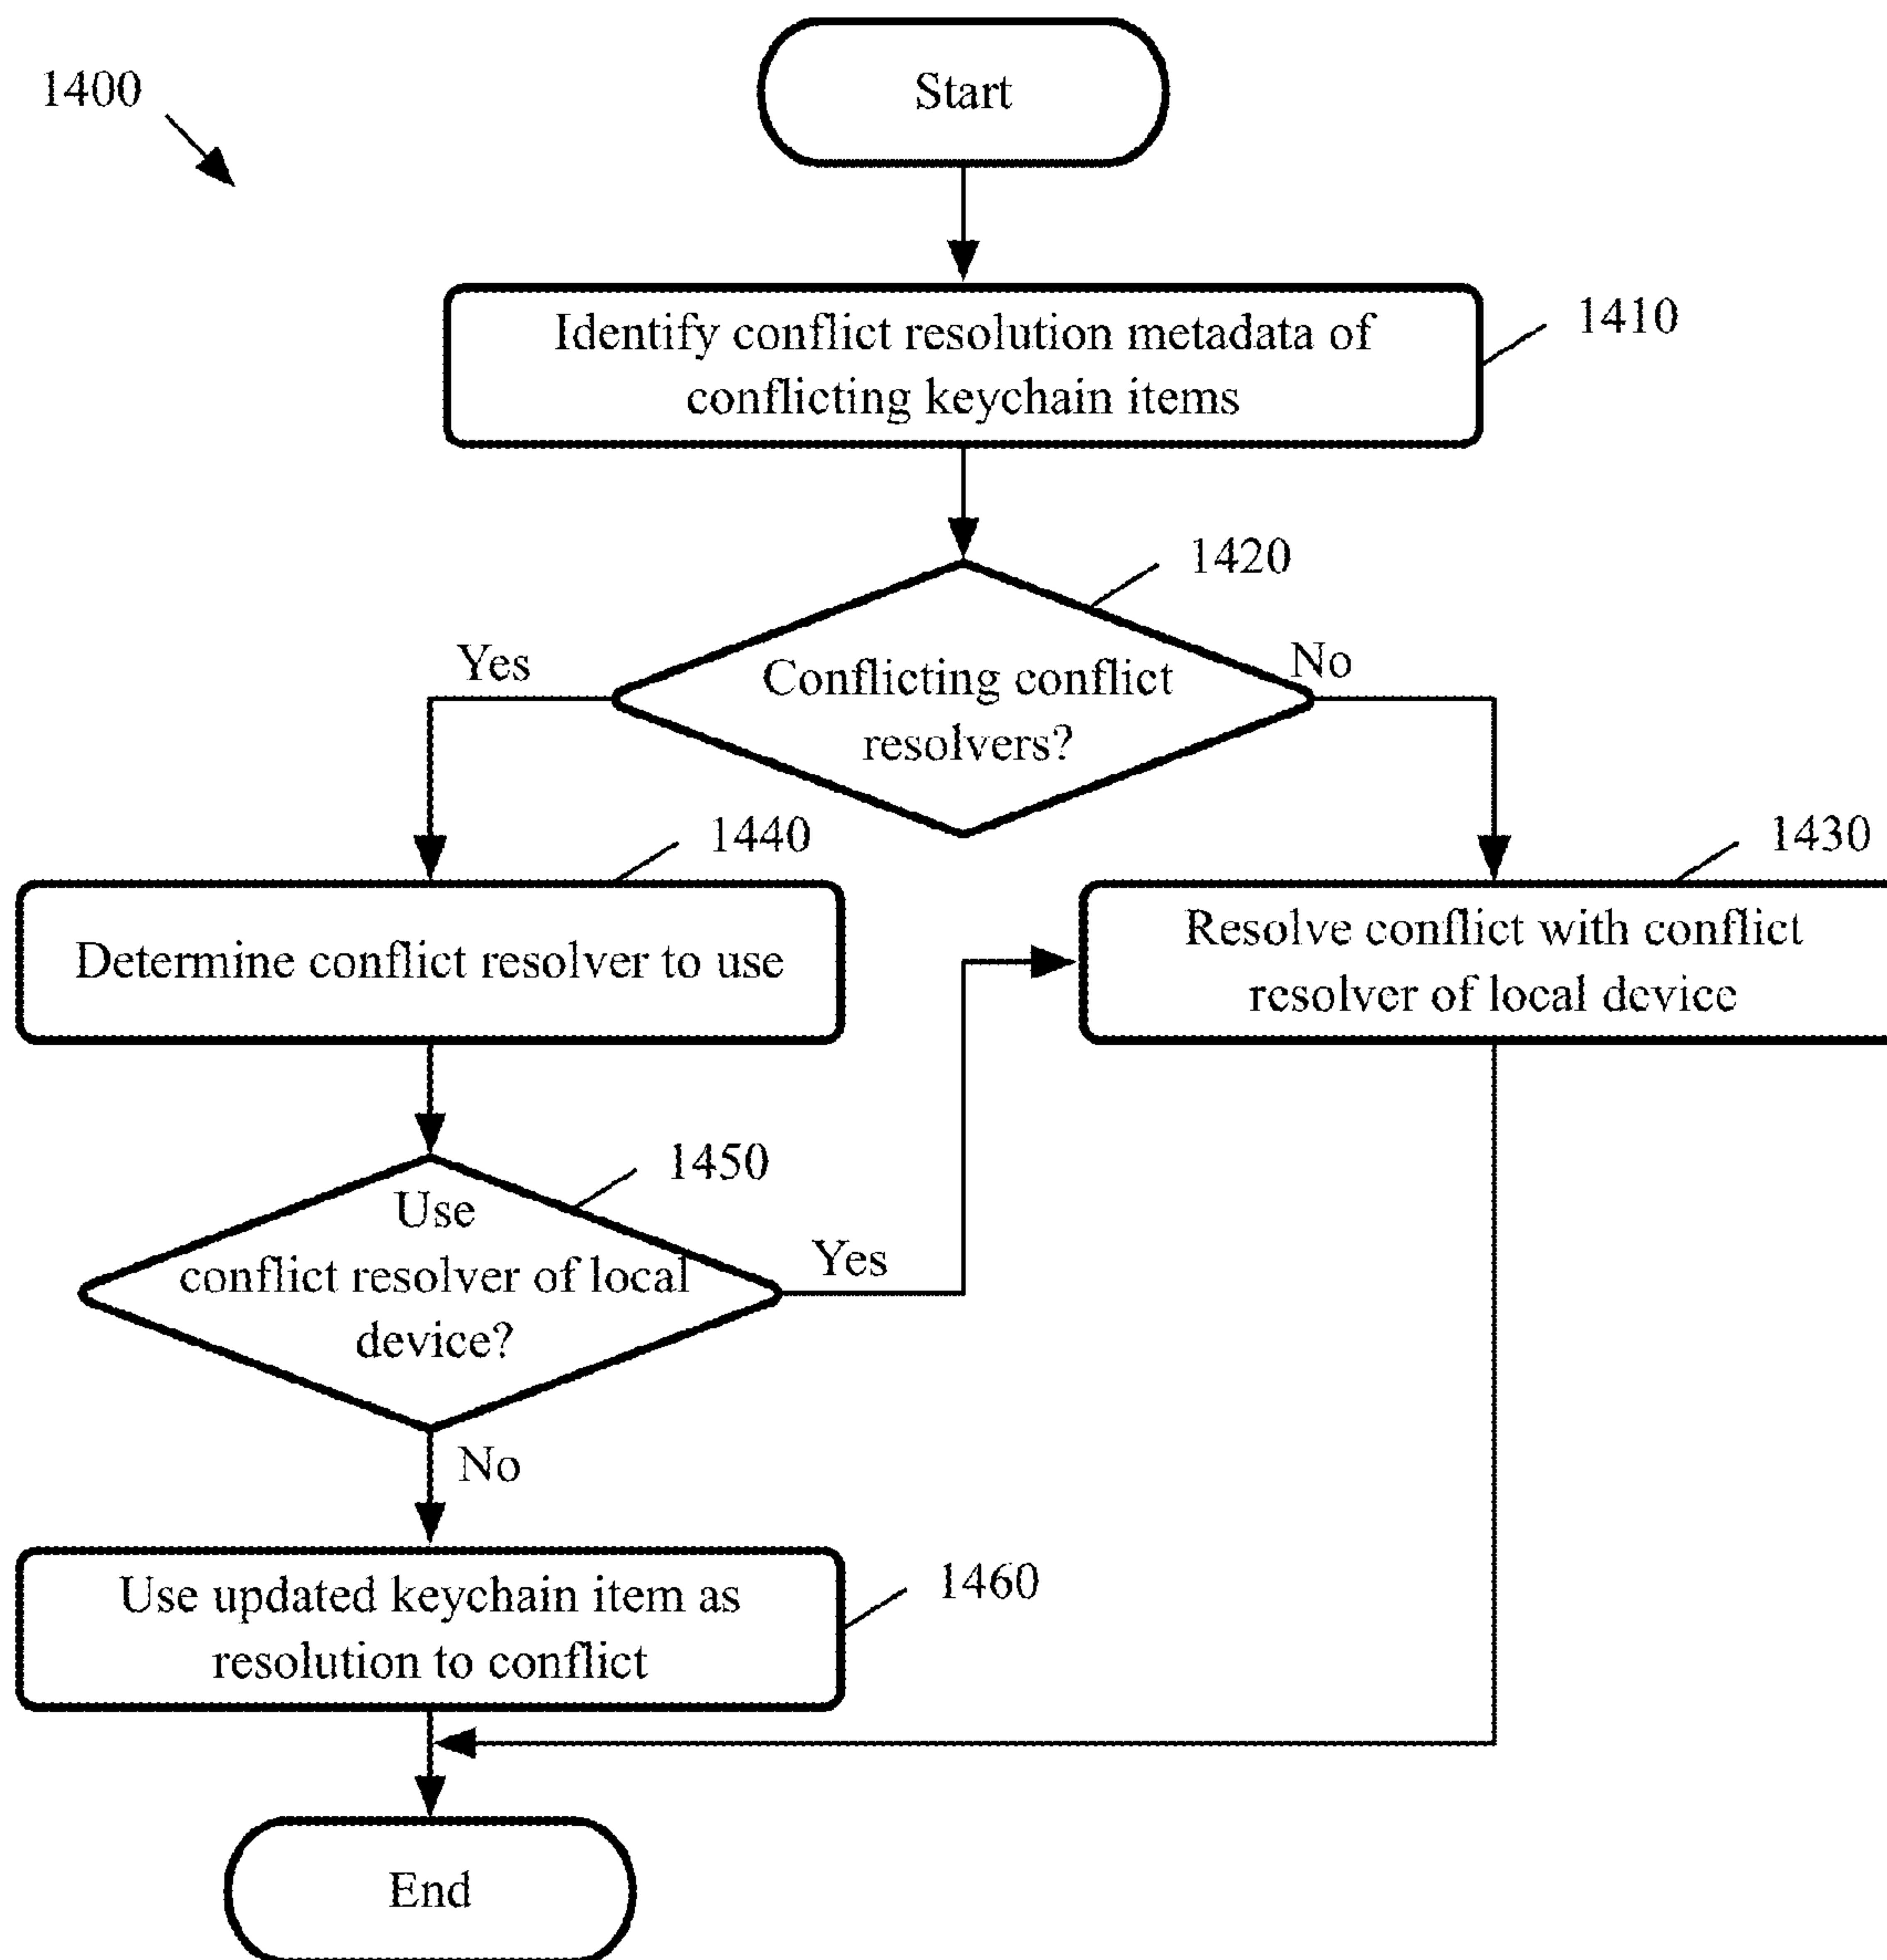 1400
Start
Identify conflict resolution metadata of
conflicting keychain items
1410
1420
Yes
Conflicting conflict
resolvers?
No
1440
1430
Determine conflict resolver to use
Resolve conflict with conflict
resolver of local device
1450
Use
conflict resolver of local
device?
Yes
No
Use updated keychain item as
resolution to conflict
1460
End